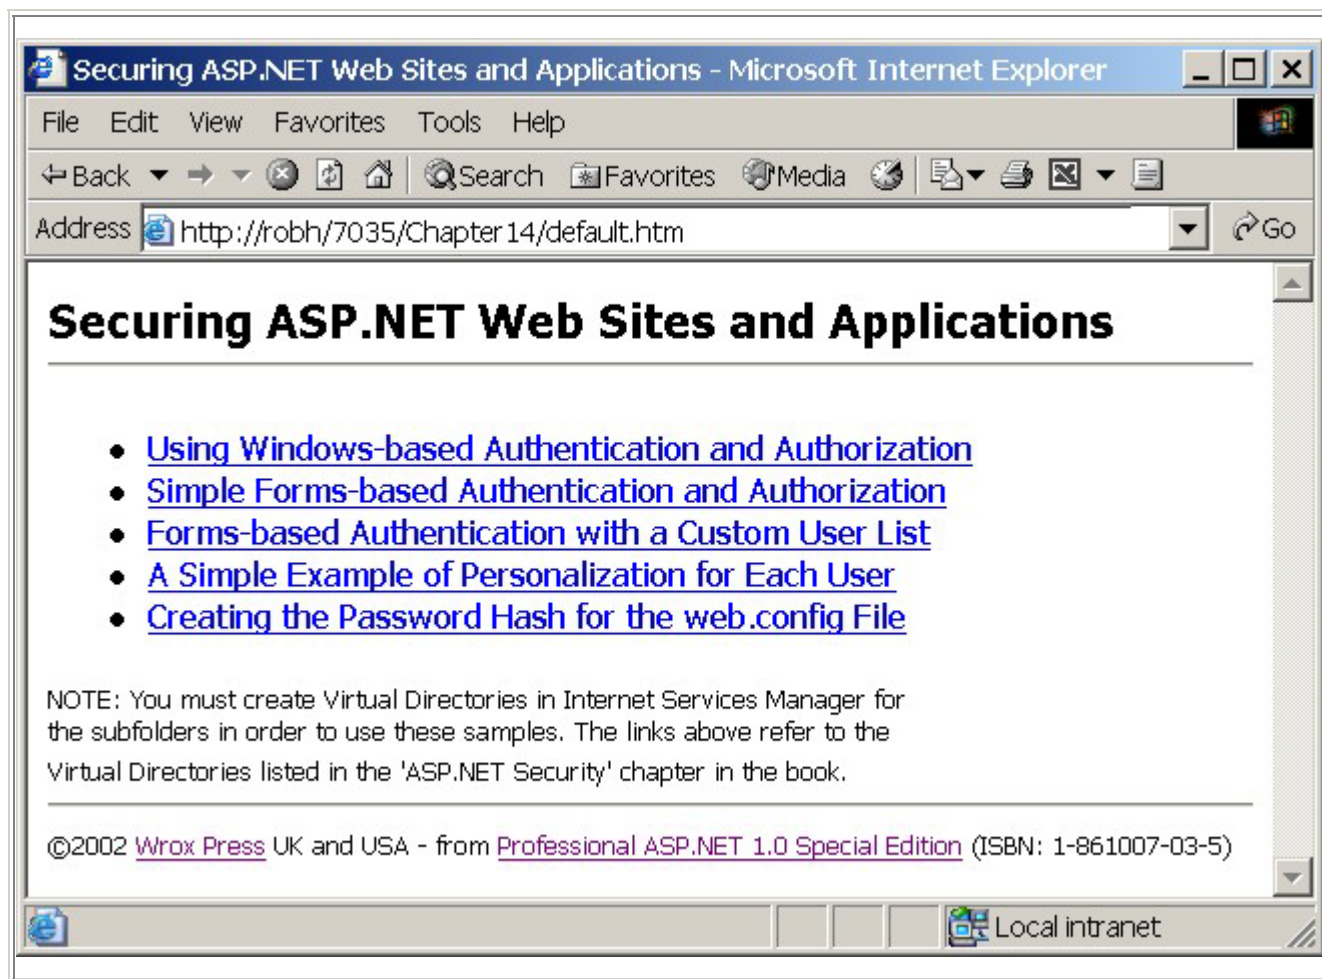 Securing ASP.NET Web Sites and Applications - Microsoft Internet Explorer
File Edit View Favorites Tools Help
Back Search Favorites Media
Address http://robh/7035/Chapter14/default.htm Go
Securing ASP.NET Web Sites and Applications
• Using Windows-based Authentication and Authorization
• Simple Forms-based Authentication and Authorization
• Forms-based Authentication with a Custom User List
• A Simple Example of Personalization for Each User
• Creating the Password Hash for the web.config File
NOTE: You must create Virtual Directories in Internet Services Manager for
the subfolders in order to use these samples. The links above refer to the
Virtual Directories listed in the 'ASP.NET Security' chapter in the book.
©2002 Wrox Press UK and USA - from Professional ASP.NET 1.0 Special Edition (ISBN: 1-861007-03-5)
Local intranet